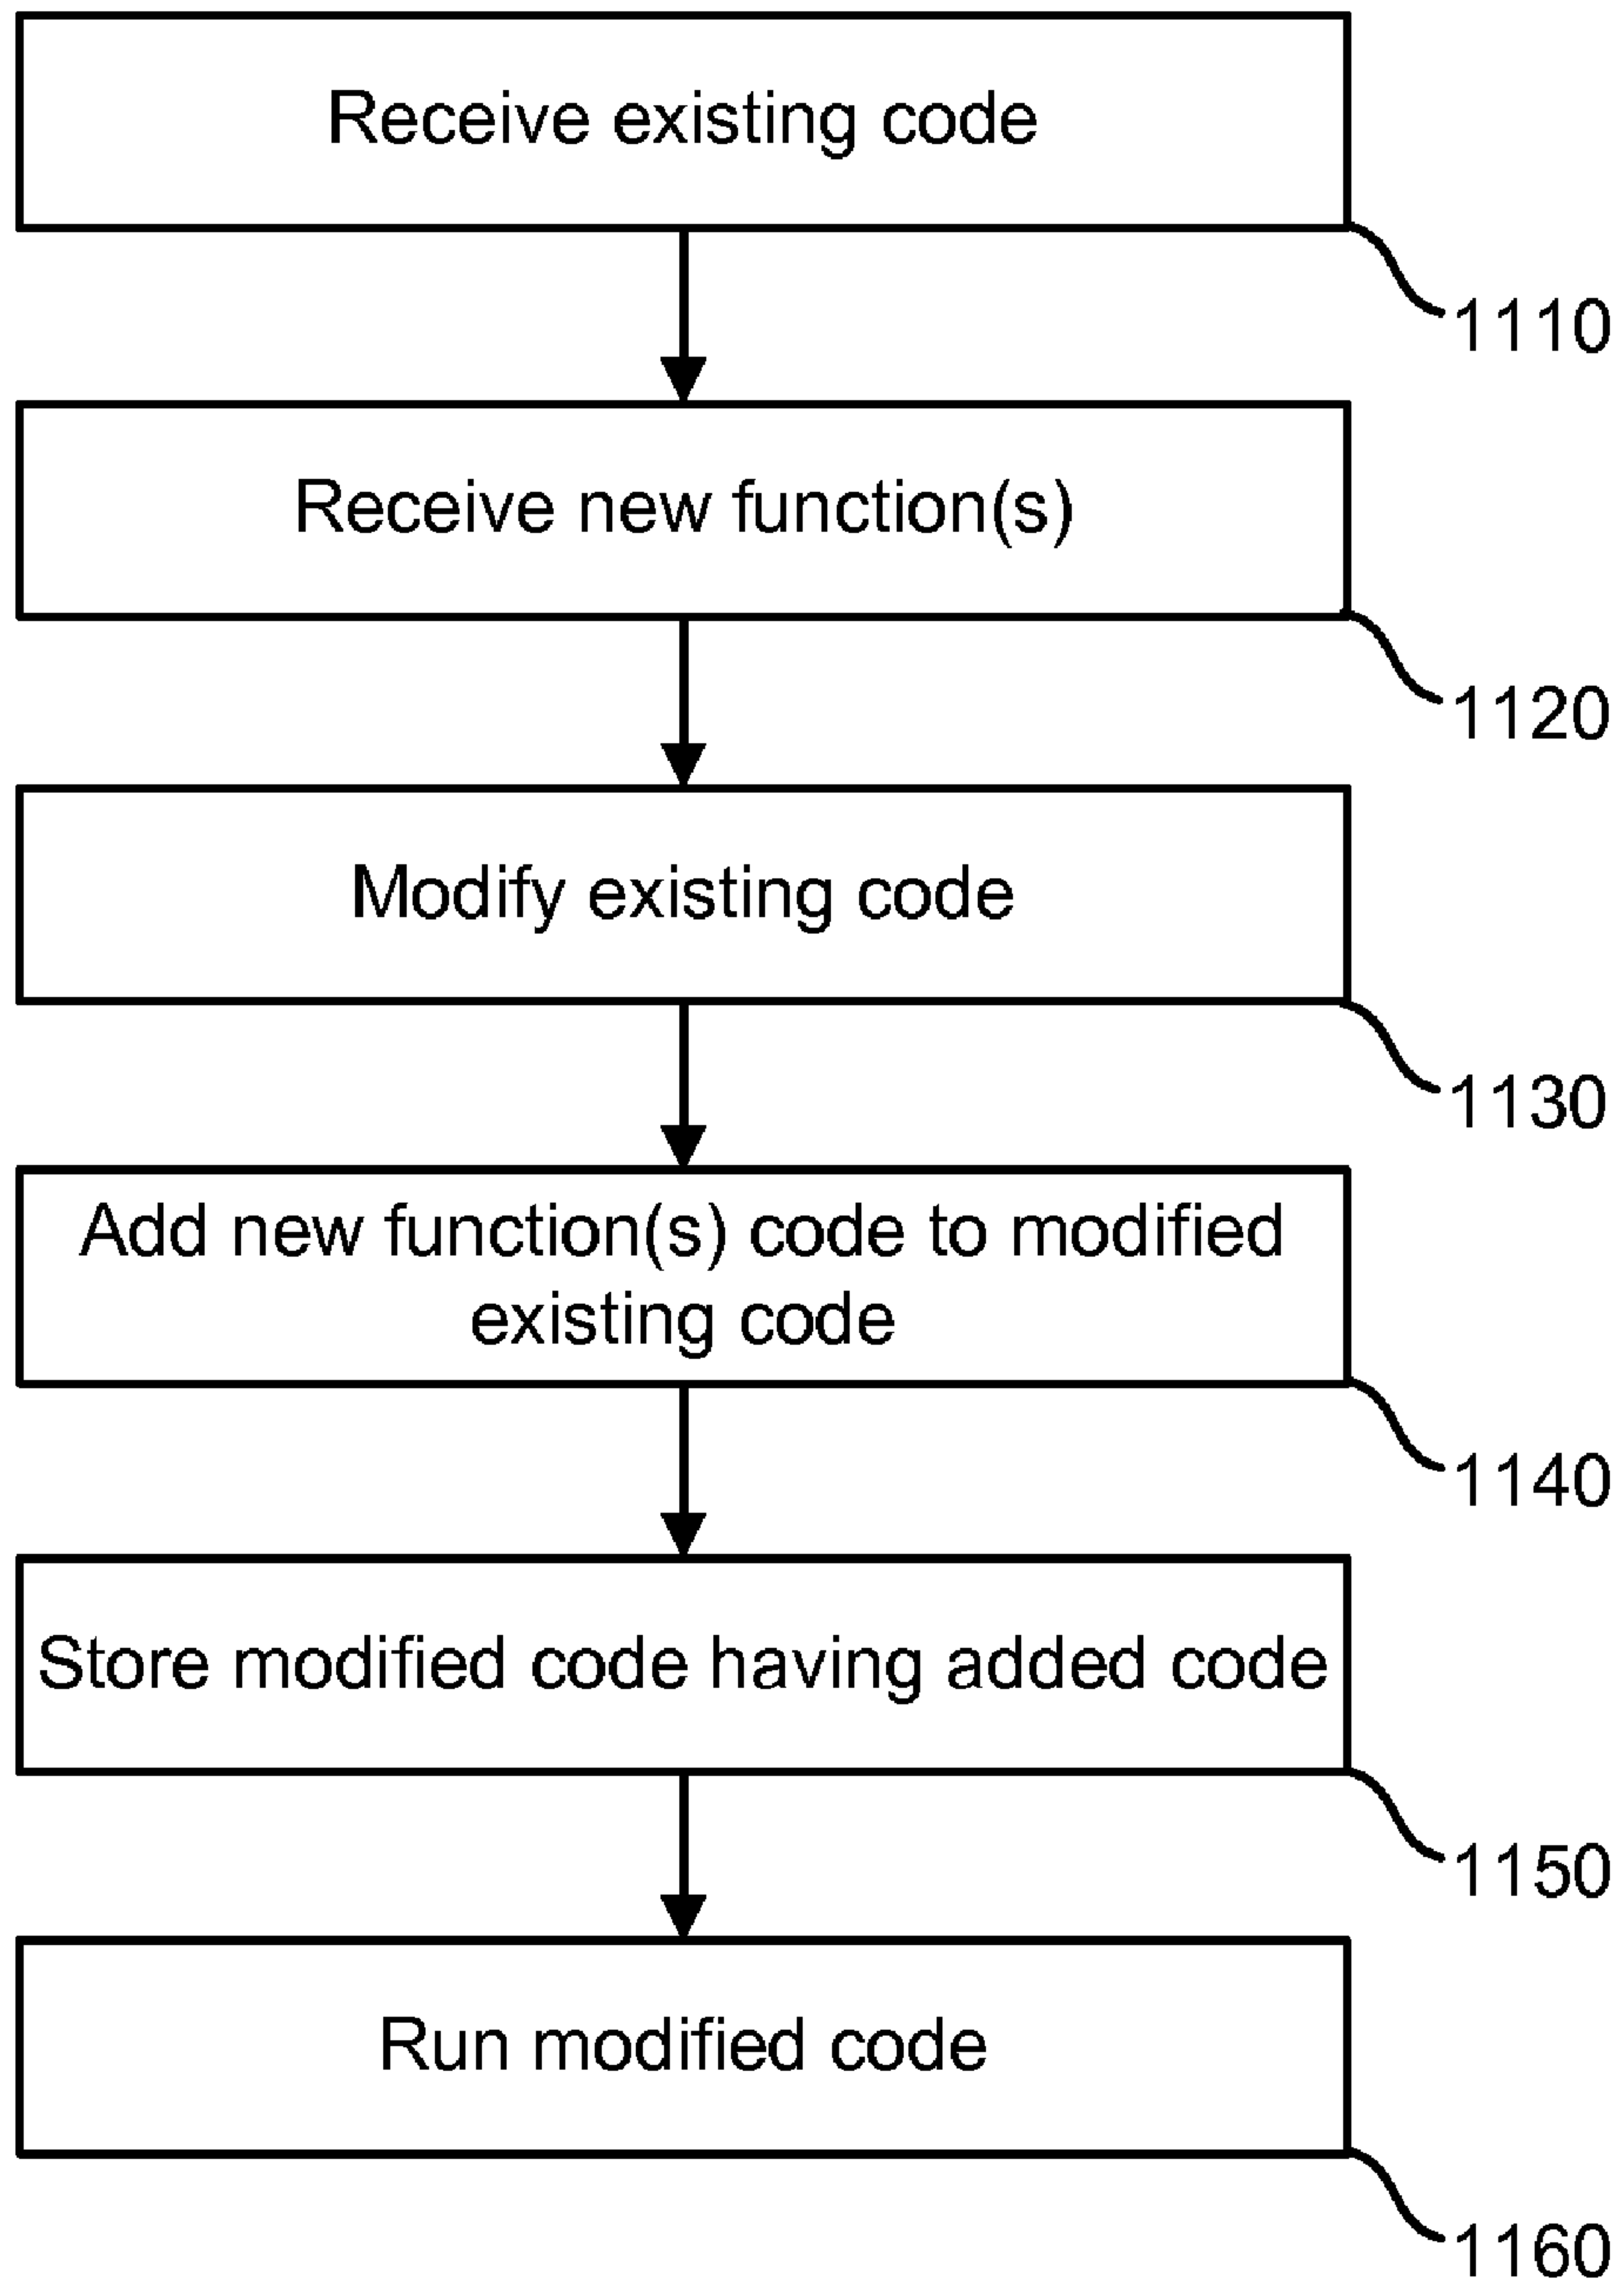 Receive existing code
1110
Receive new function(s)
1120
Modify existing code
1130
Add new function(s) code to modified
existing code
1140
Store modified code having added code
1150
Run modified code
1160